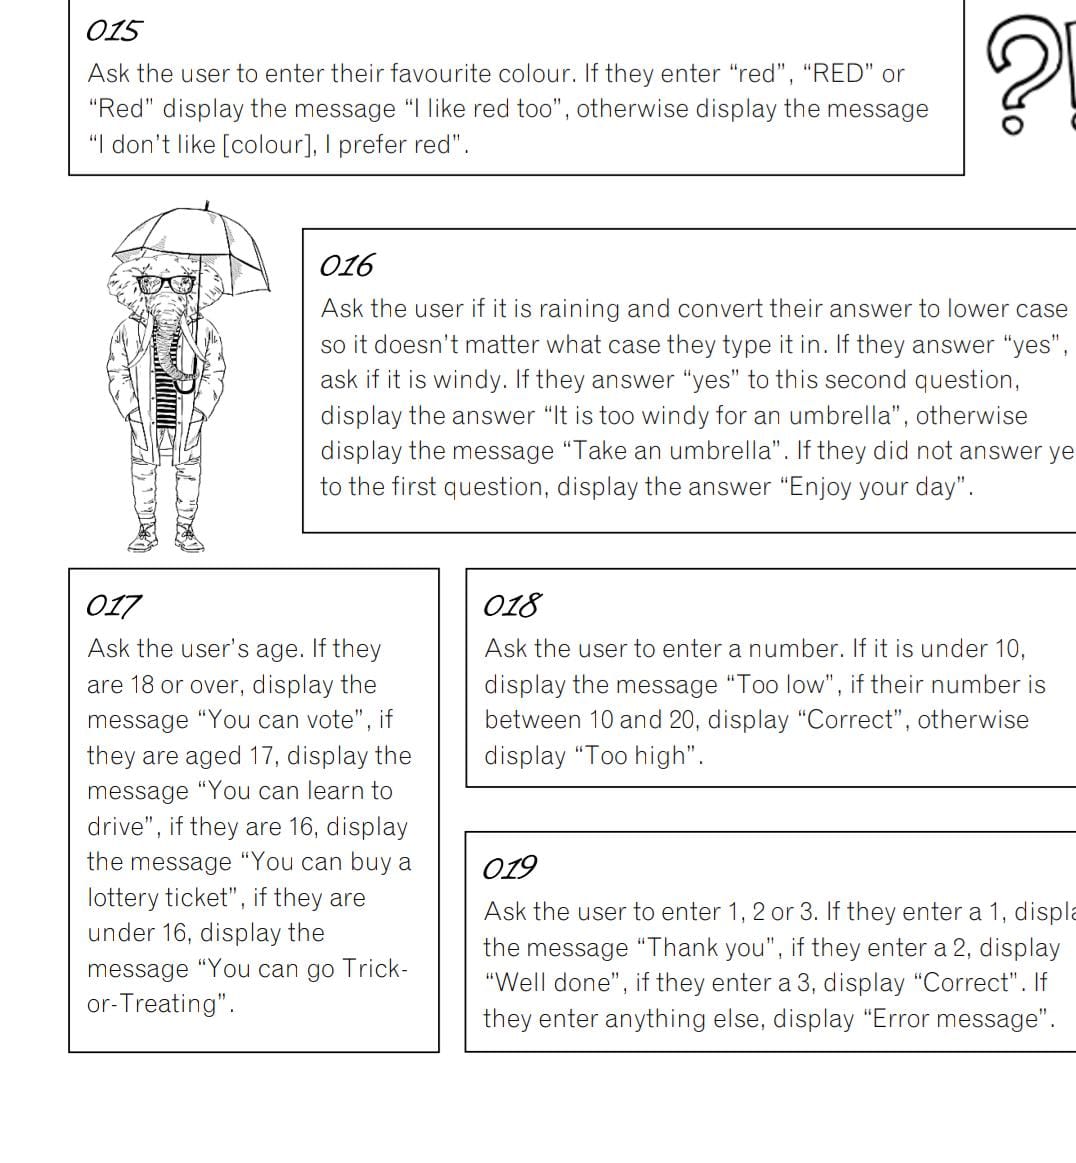 015
Ask the user to enter their favourite colour. If they enter “red”, “RED” or
“Red” display the message “I like red too”, otherwise display the message
“I don’t like [colour], I prefer red”.
?!
016
Ask the user if it is raining and convert their answer to lower case
so it doesn’t matter what case they type it in. If they answer “yes”,
ask if it is windy. If they answer “yes” to this second question,
display the answer “It is too windy for an umbrella”, otherwise
display the message “Take an umbrella”. If they did not answer ye
to the first question, display the answer “Enjoy your day”.
017
Ask the user’s age. If they
are 18 or over, display the
message “You can vote”, if
they are aged 17, display the
message “You can learn to
drive”, if they are 16, display
the message “You can buy a
lottery ticket”, if they are
under 16, display the
message “You can go Trick-
or-Treating”.
018
Ask the user to enter a number. If it is under 10,
display the message “Too low”, if their number is
between 10 and 20, display “Correct”, otherwise
display “Too high”.
019
Ask the user to enter 1, 2 or 3. If they enter a 1, displa
the message “Thank you”, if they enter a 2, display
“Well done”, if they enter a 3, display “Correct”. If
they enter anything else, display “Error message”.